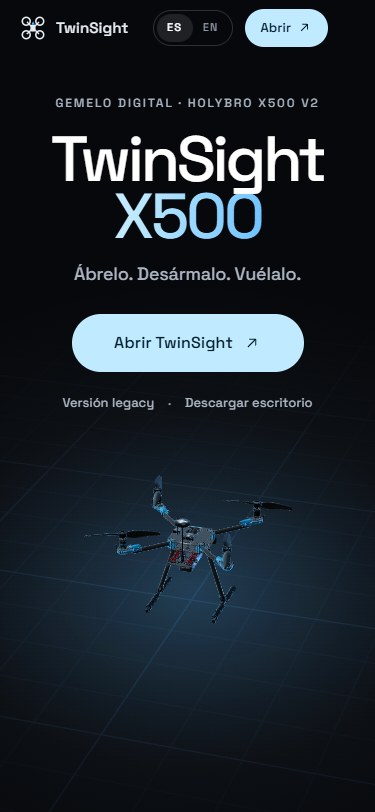 TwinSight
ES EN
Abrir ↗
GEMELO DIGITAL · HOLYBRO X500 V2
TwinSight
X500
Ábrelo. Desármalo. Vuélalo.
Abrir TwinSight ↗
Versión legacy · Descargar escritorio